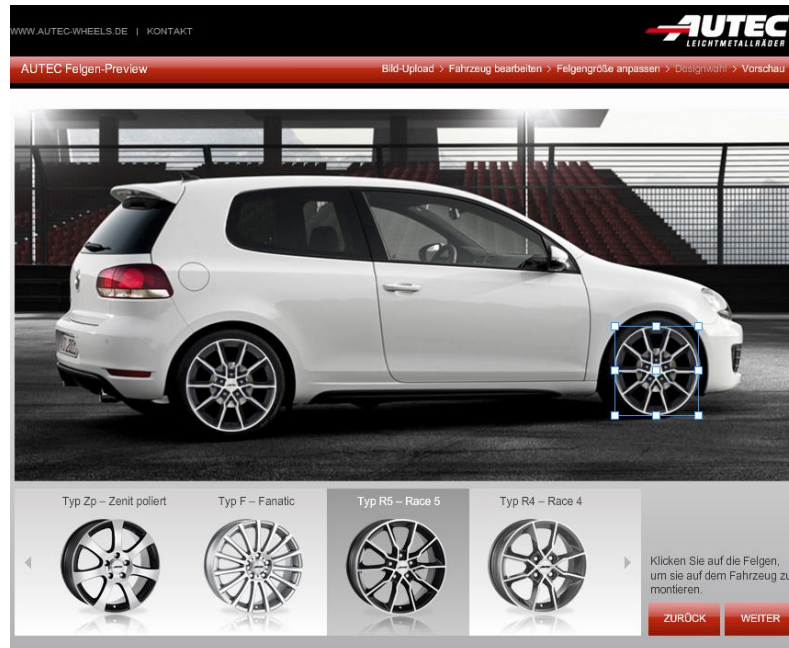 WWW.AUTEC-WHEELS.DE | KONTAKT
AUTEC
LEICHTMETALLRÄDER
AUTEC Felgen-Preview
Bild-Upload > Fahrzeug bearbeiten > Felgengröße anpassen > Designwahl > Vorschau
Typ Zp – Zenit poliert
Typ F – Fanatic
Typ R5 – Race 5
Typ R4 – Race 4
Klicken Sie auf die Felgen,
um sie auf dem Fahrzeug zu
montieren.
ZURÜCK
WEITER